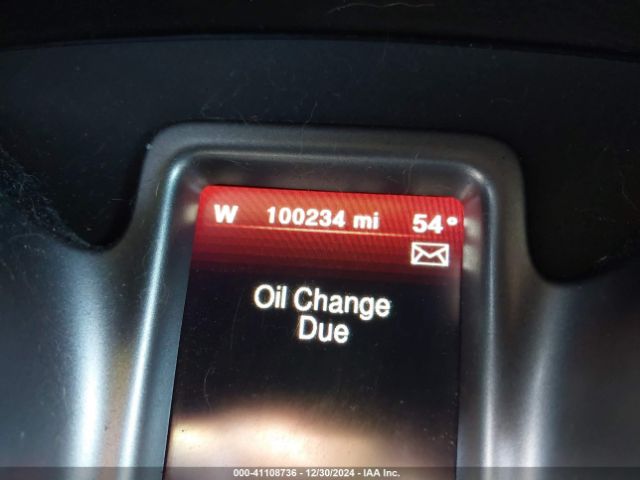 W 100234 mi 54°
Oil Change
Due
000-41108736 - 12/30/2024 - IAA Inc.